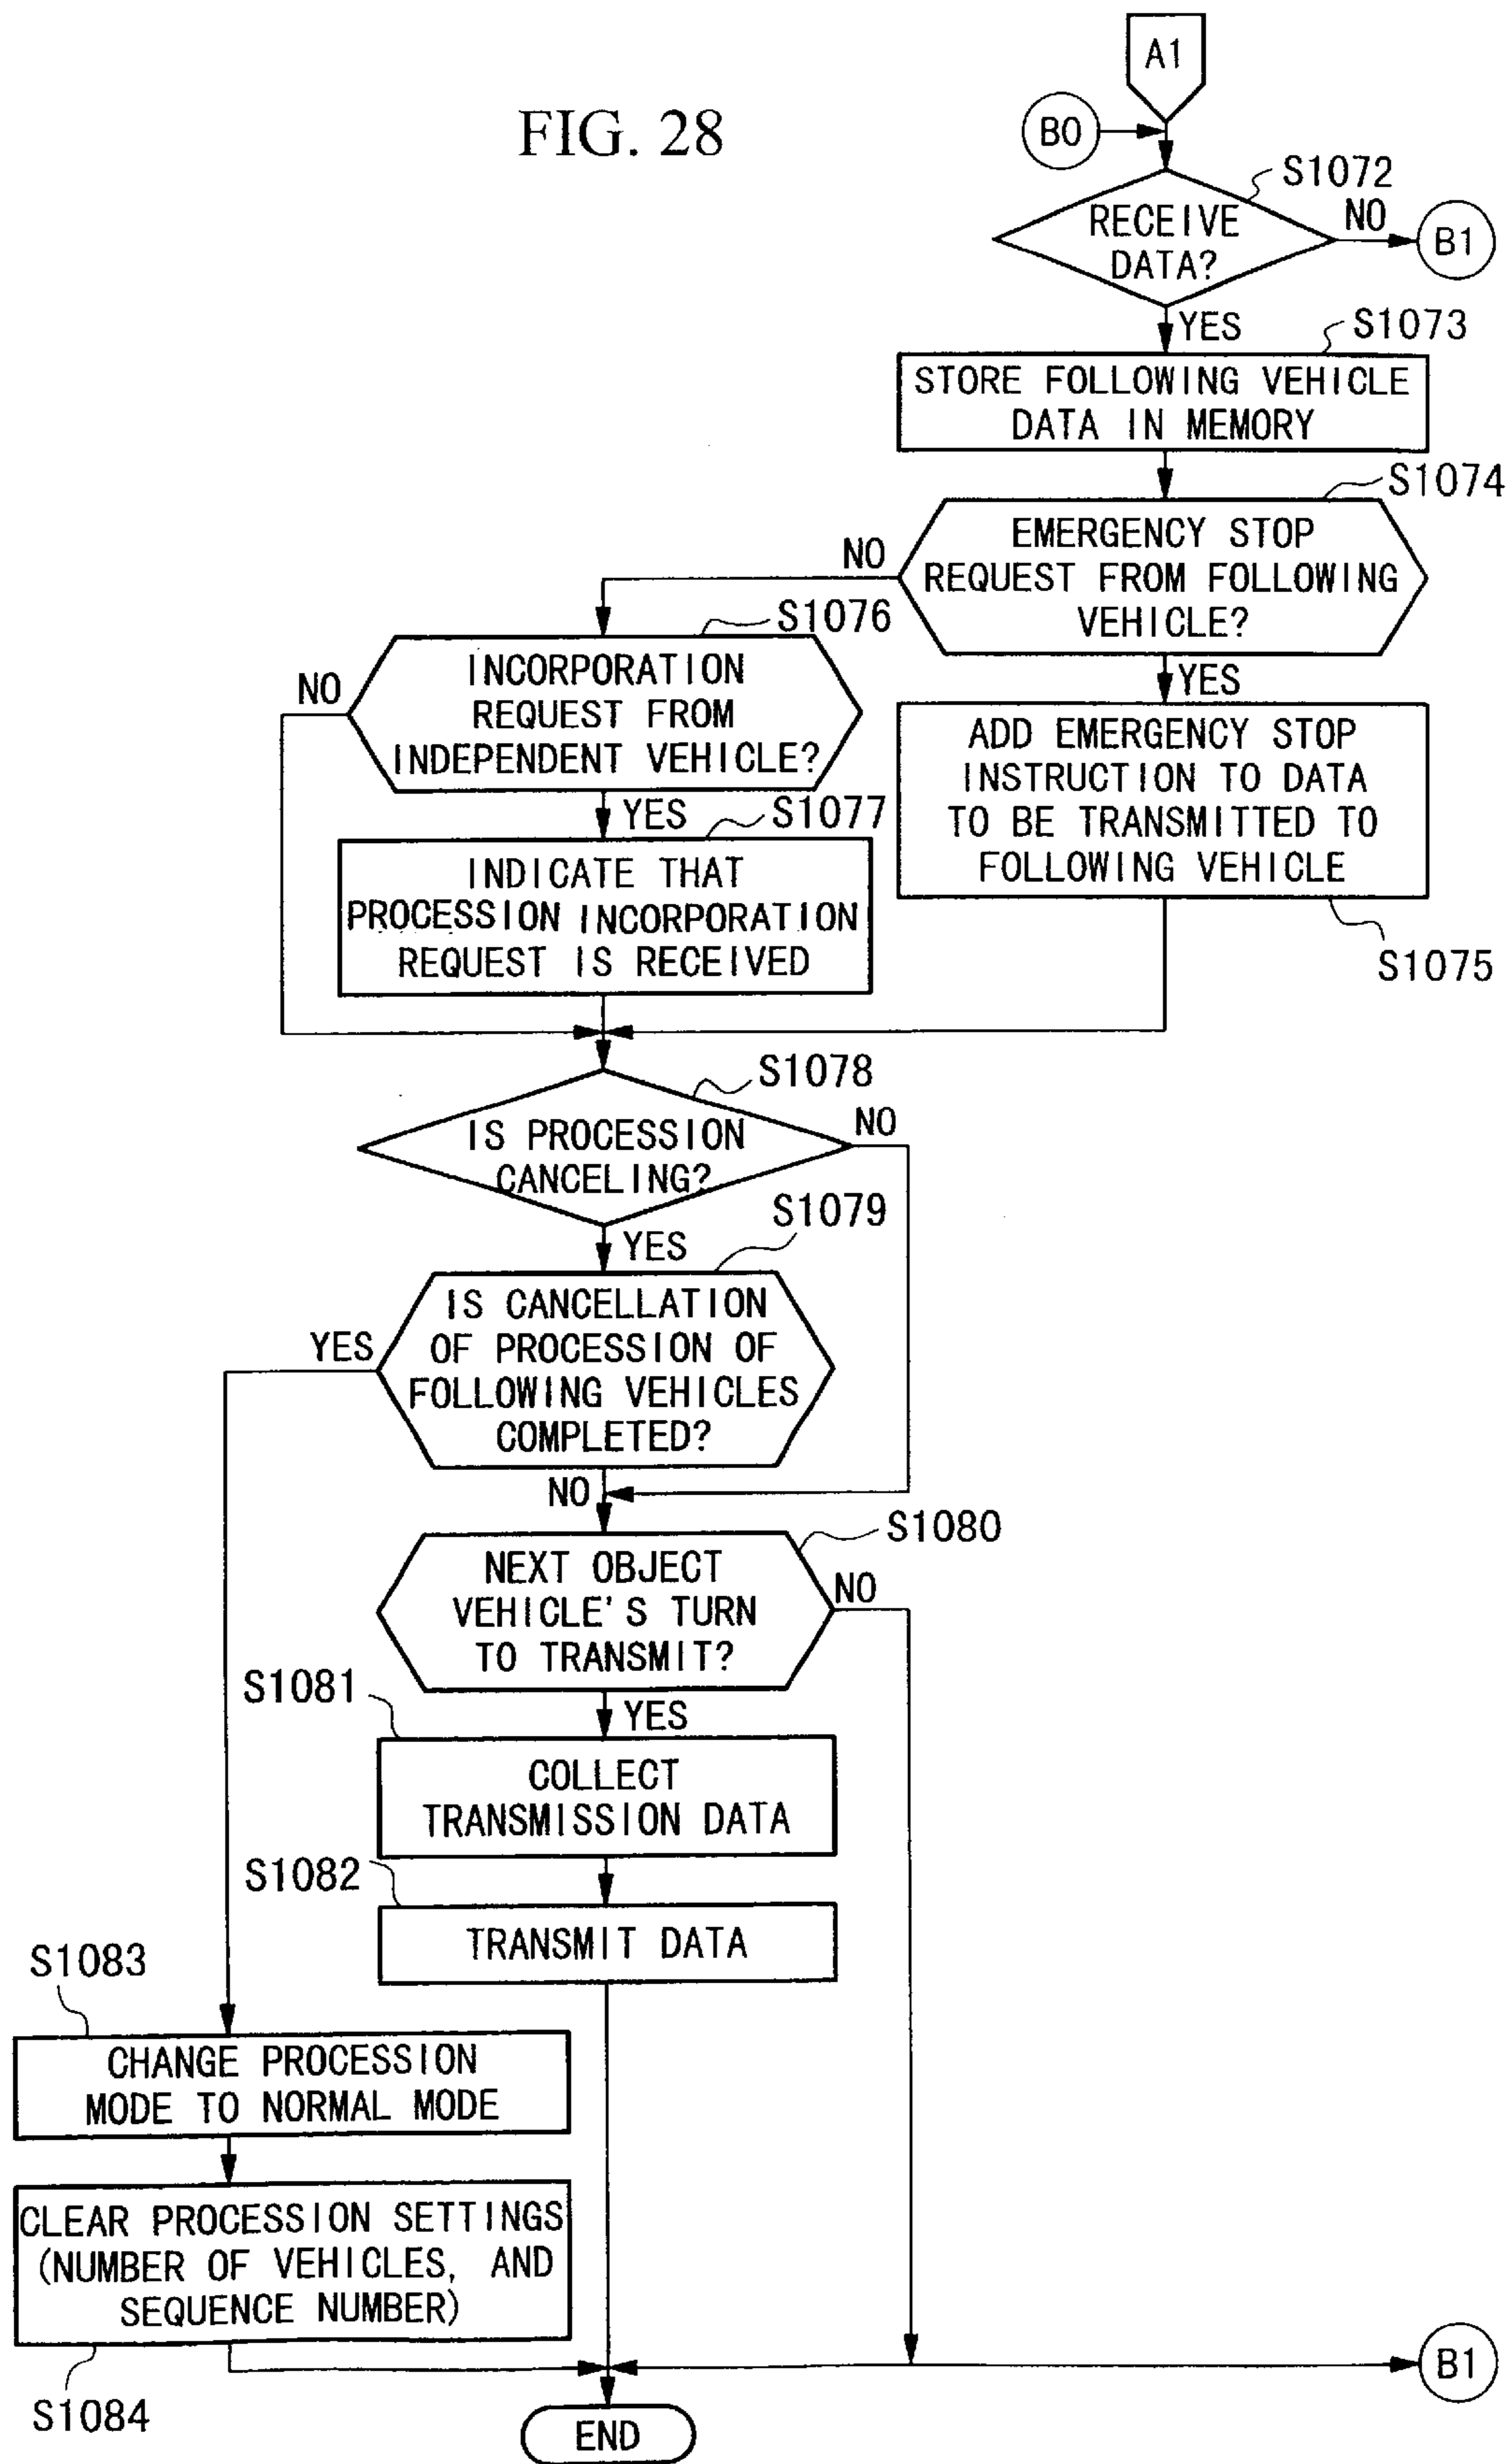 A1
FIG. 28
B0
S1072
RECEIVE
DATA?
NO
B1
YES
S1073
STORE FOLLOWING VEHICLE
DATA IN MEMORY
S1074
EMERGENCY STOP
REQUEST FROM FOLLOWING
VEHICLE?
NO
YES
S1076
INCORPORATION
REQUEST FROM
INDEPENDENT VEHICLE?
NO
YES
ADD EMERGENCY STOP
INSTRUCTION TO DATA
TO BE TRANSMITTED TO
FOLLOWING VEHICLE
S1075
S1077
INDICATE THAT
PROCESSION INCORPORATION
REQUEST IS RECEIVED
S1078
IS PROCESSION
CANCELING?
NO
YES
S1079
IS CANCELLATION
OF PROCESSION OF
FOLLOWING VEHICLES
COMPLETED?
YES
NO
S1080
NEXT OBJECT
VEHICLE'S TURN
TO TRANSMIT?
NO
YES
S1081
COLLECT
TRANSMISSION DATA
S1082
TRANSMIT DATA
S1083
CHANGE PROCESSION
MODE TO NORMAL MODE
CLEAR PROCESSION SETTINGS
(NUMBER OF VEHICLES, AND
SEQUENCE NUMBER)
S1084
B1
END